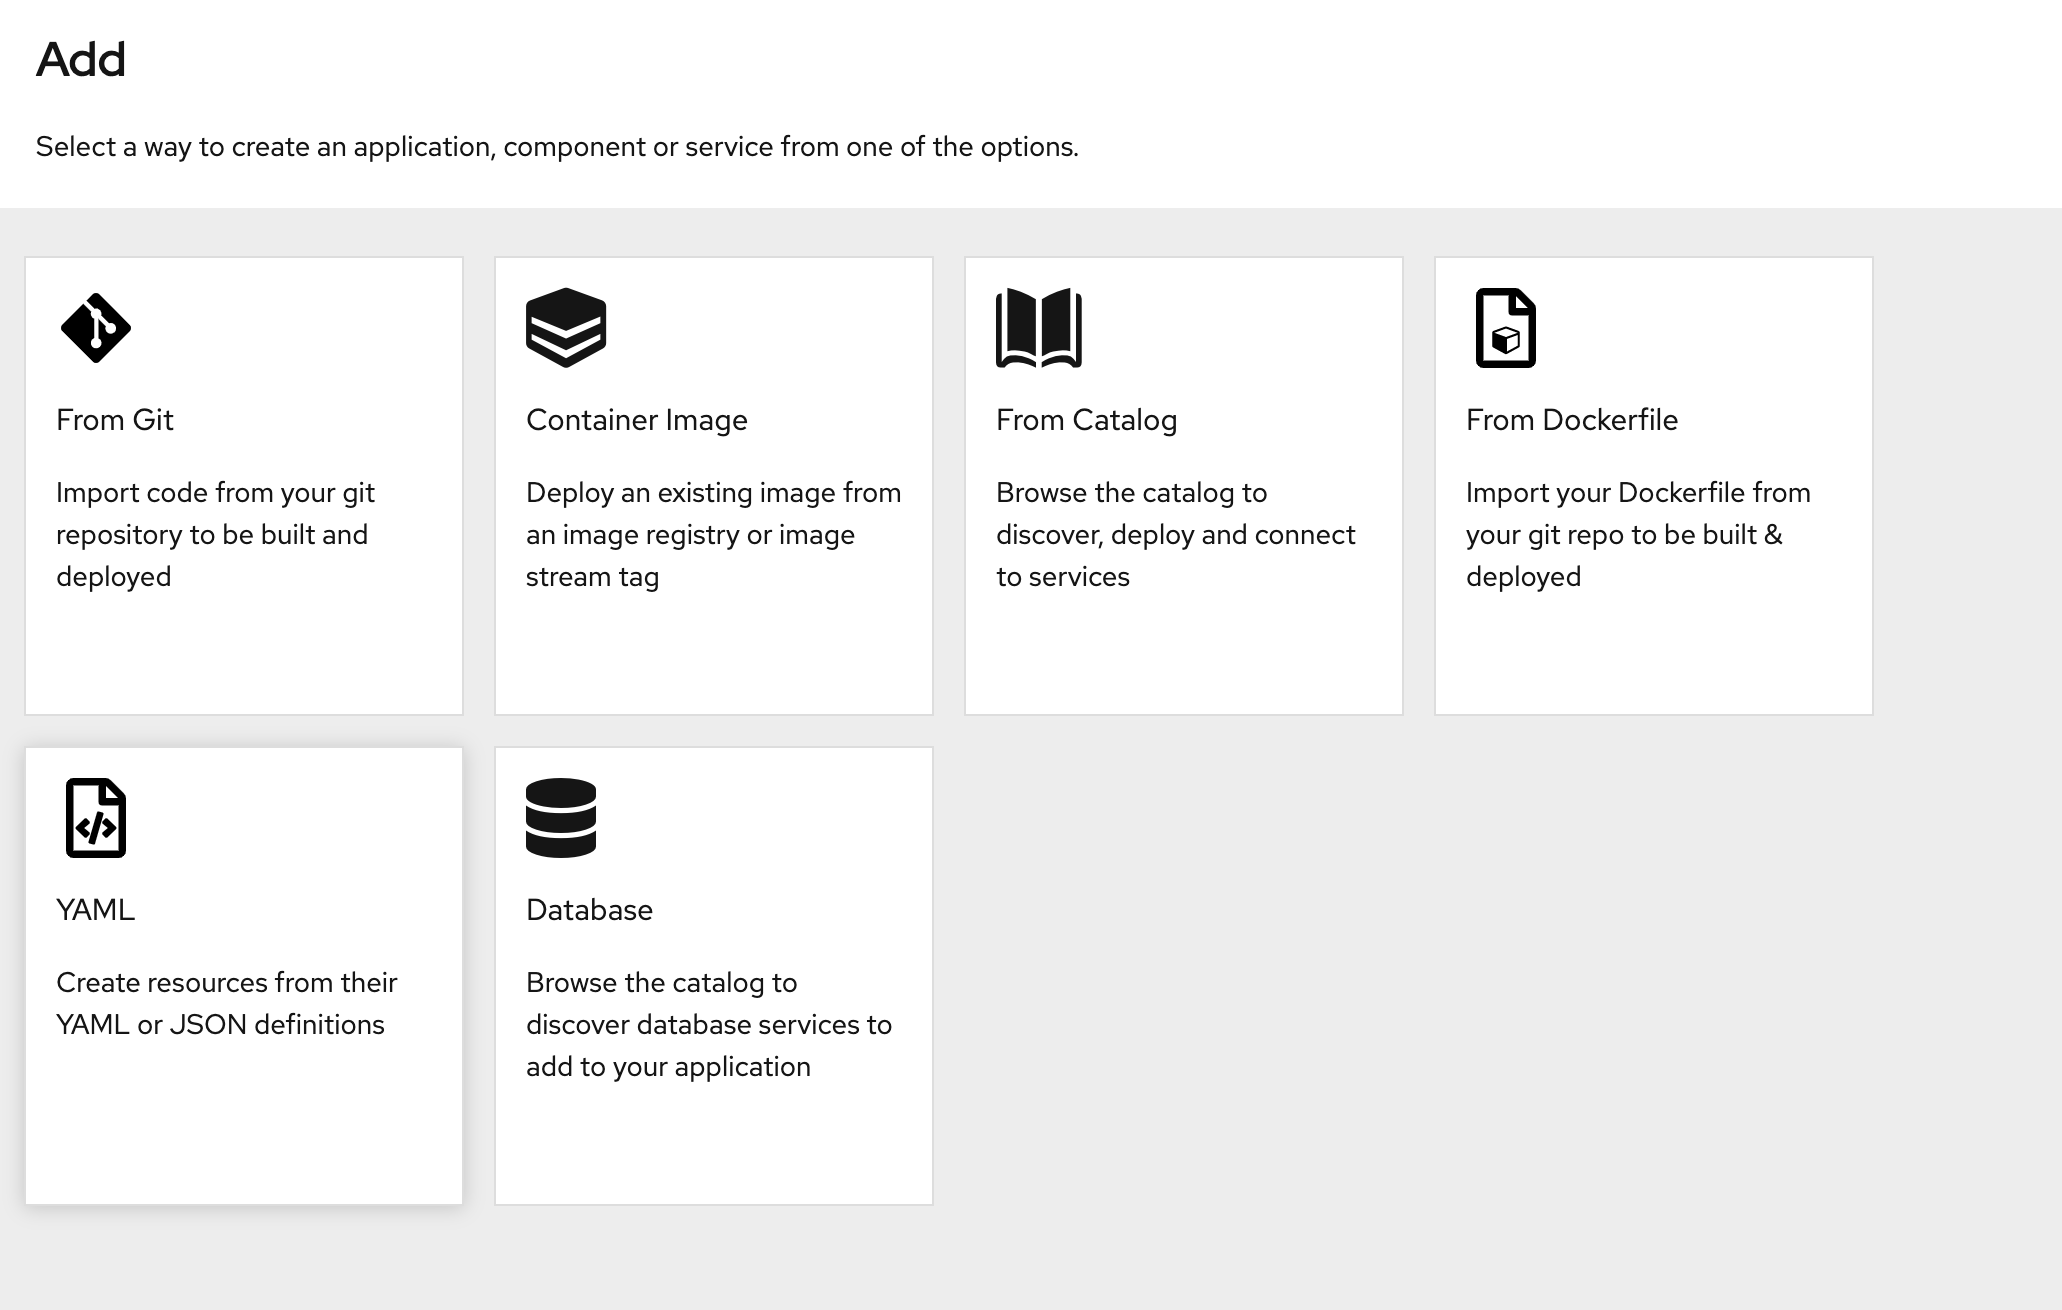 Add
Select a way to create an application, component or service from one of the options.
From Git
Import code from your git
repository to be built and
deployed
Container Image
Deploy an existing image from
an image registry or image
stream tag
From Catalog
Browse the catalog to
discover, deploy and connect
to services
From Dockerfile
Import your Dockerfile from
your git repo to be built &
deployed
YAML
Create resources from their
YAML or JSON definitions
Database
Browse the catalog to
discover database services to
add to your application